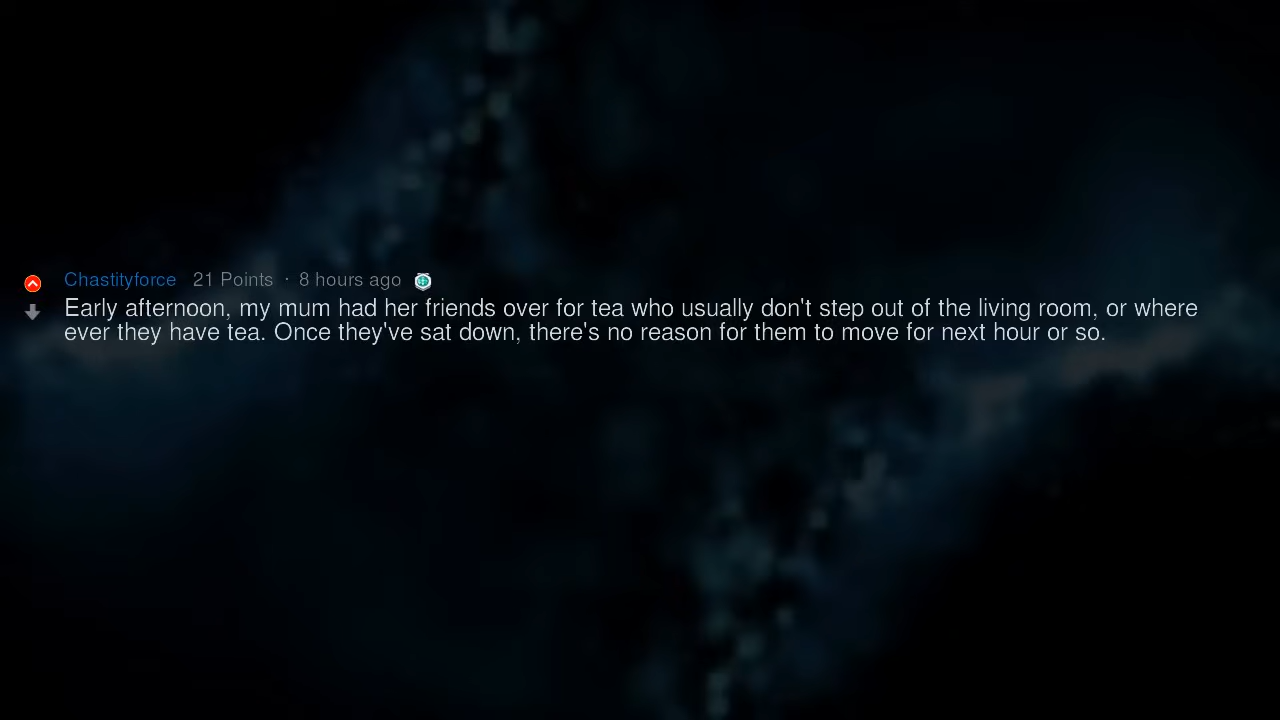 Chastityforce 21 Points · 8 hours ago
Early afternoon, my mum had her friends over for tea who usually don't step out of the living room, or where
ever they have tea. Once they've sat down, there's no reason for them to move for next hour or so.